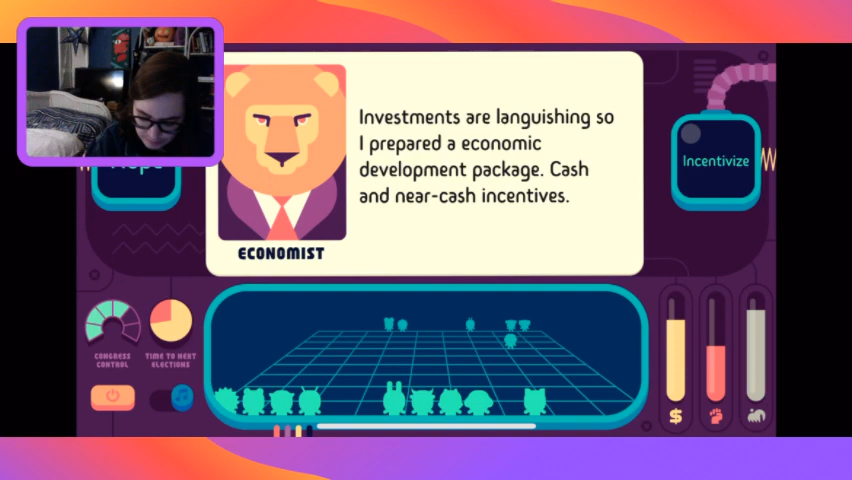 Investments are languishing so
I prepared a economic
development package. Cash
and near-cash incentives.
Incentivize
ECONOMIST
CONGRESS
CONTROL
TIME TO NEXT
ELECTIONS
$